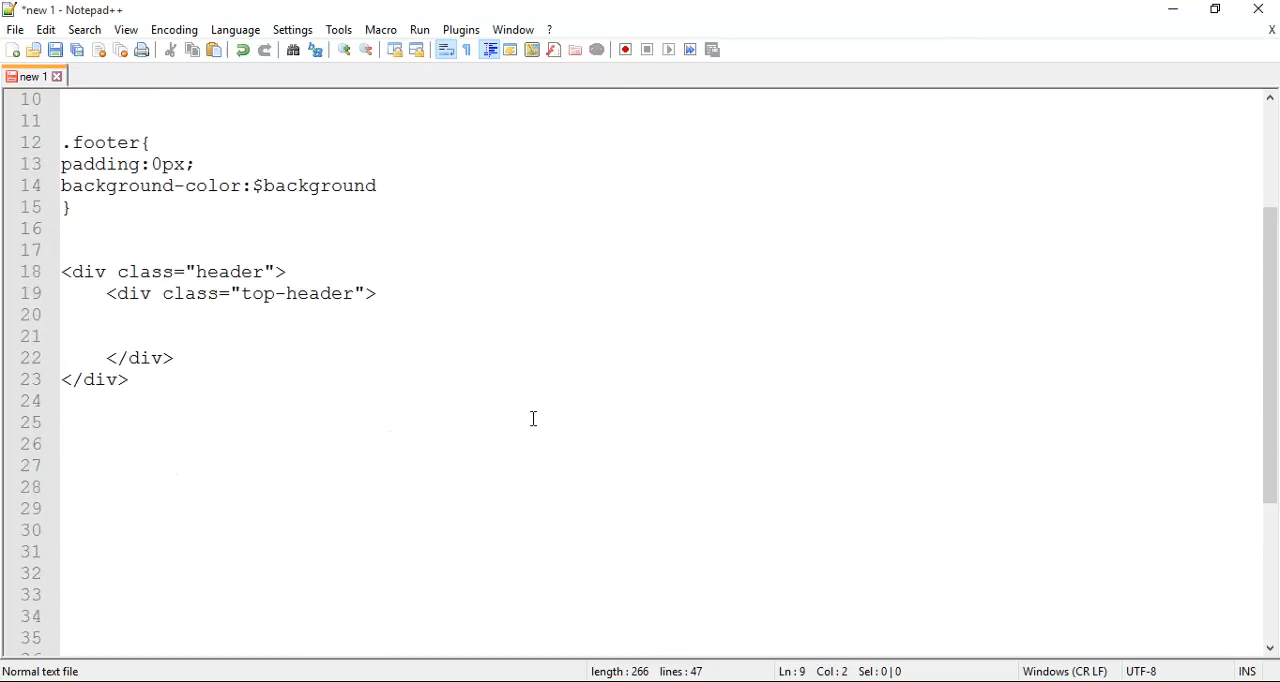 *new 1 - Notepad++
File Edit Search View Encoding Language Settings Tools Macro Run Plugins Window ? X
new 1
10
11
12 .footer{
13 padding:0px;
14 background-color:$background
15 }
16
17
18 <div class="header">
19 <div class="top-header">
20
21
22 </div>
23 </div>
24
25
26
27
28
29
30
31
32
33
34
35
Normal text file length : 266 lines : 47 Ln : 9 Col : 2 Sel : 0 | 0 Windows (CR LF) UTF-8 INS